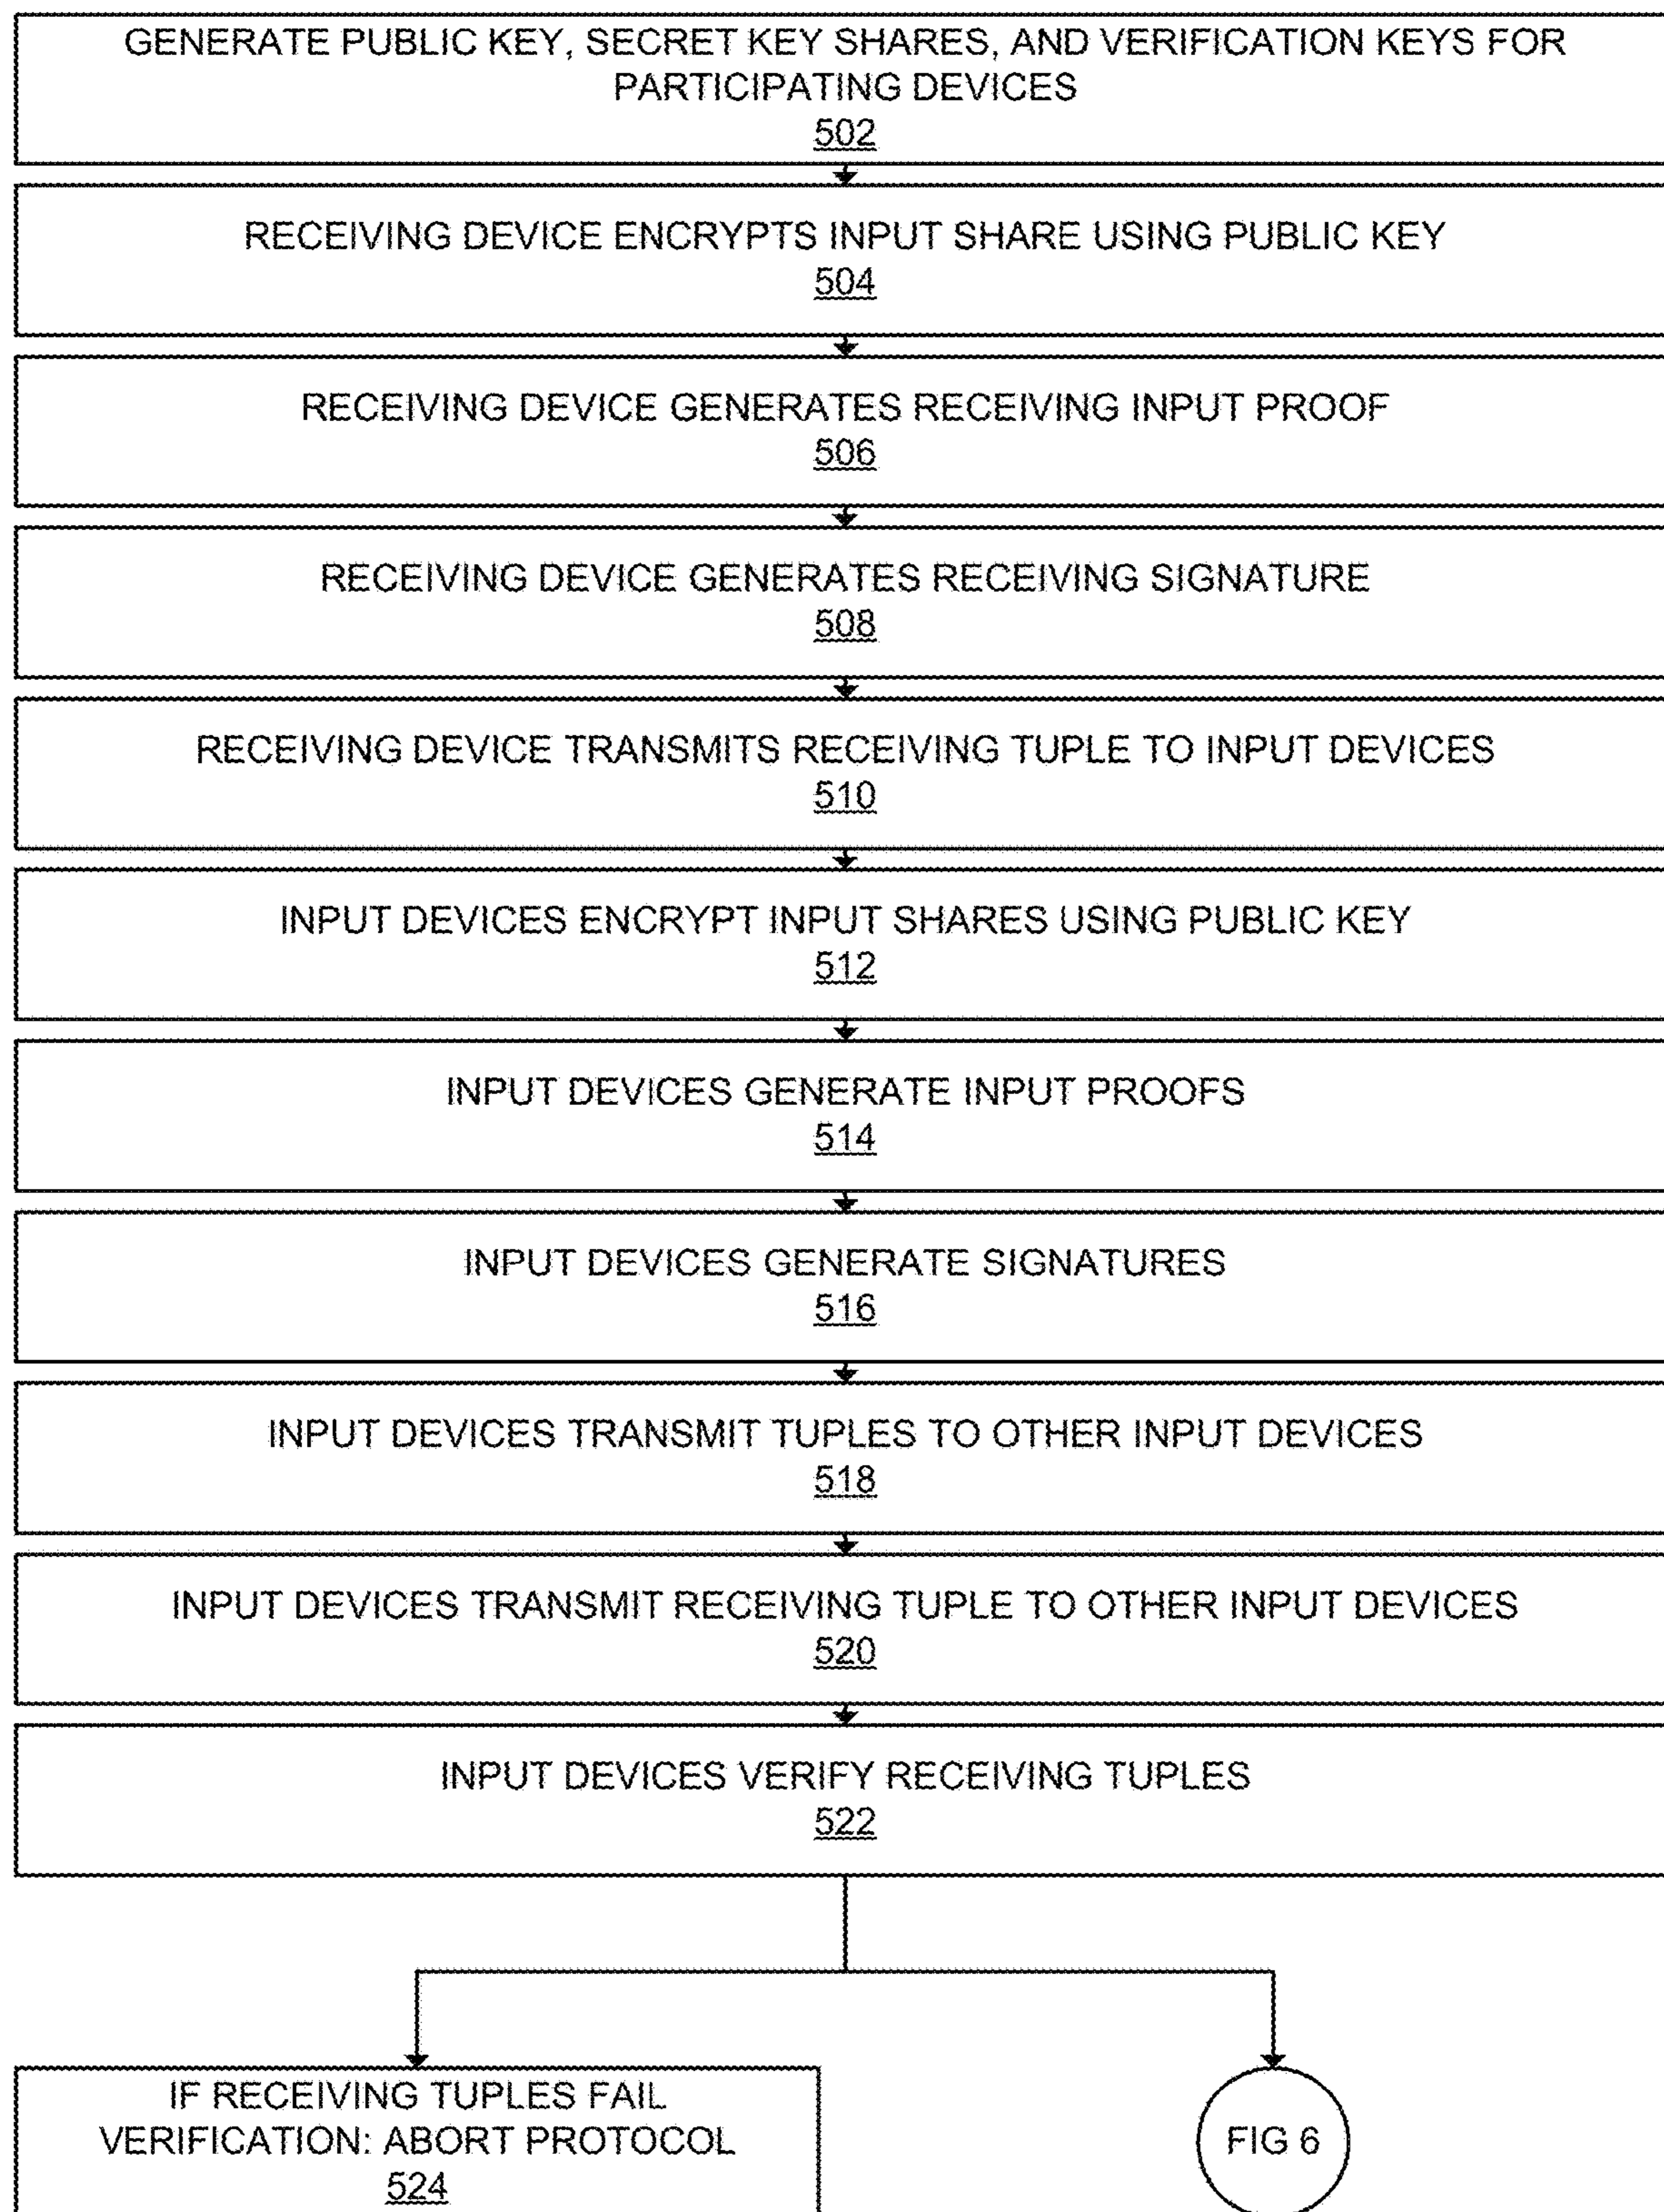 GENERATE PUBLIC KEY, SECRET KEY SHARES, AND VERIFICATION KEYS FOR
PARTICIPATING DEVICES
502
RECEIVING DEVICE ENCRYPTS INPUT SHARE USING PUBLIC KEY
504
RECEIVING DEVICE GENERATES RECEIVING INPUT PROOF
506
RECEIVING DEVICE GENERATES RECEIVING SIGNATURE
508
RECEIVING DEVICE TRANSMITS RECEIVING TUPLE TO INPUT DEVICES
510
INPUT DEVICES ENCRYPT INPUT SHARES USING PUBLIC KEY
512
INPUT DEVICES GENERATE INPUT PROOFS
514
INPUT DEVICES GENERATE SIGNATURES
516
INPUT DEVICES TRANSMIT TUPLES TO OTHER INPUT DEVICES
518
INPUT DEVICES TRANSMIT RECEIVING TUPLE TO OTHER INPUT DEVICES
520
INPUT DEVICES VERIFY RECEIVING TUPLES
522
IF RECEIVING TUPLES FAIL
VERIFICATION: ABORT PROTOCOL
524
FIG 6